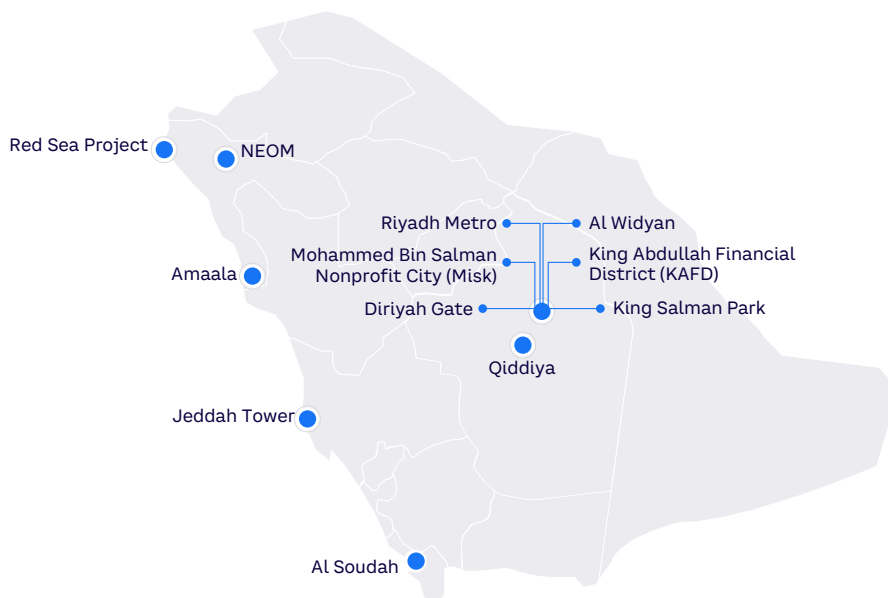 Red Sea Project
NEOM
Riyadh Metro
Al Widyan
Mohammed Bin Salman
Nonprofit City (Misk)
King Abdullah Financial
District (KAFD)
Amaala
Diriyah Gate
King Salman Park
Qiddiya
Jeddah Tower
Al Soudah